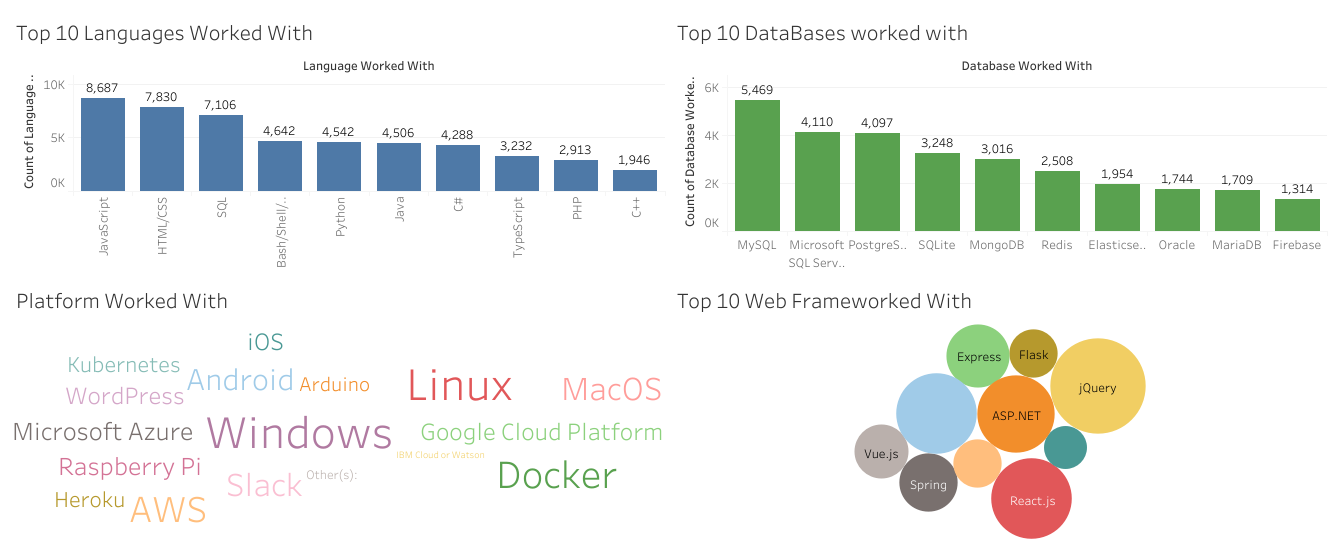 Top 10 Languages Worked With
Language Worked With
Count of Language ..
10K
5K
0K
8,687
7,830
7,106
4,642
4,542
4,506
4,288
3,232
2,913
1,946
JavaScript
HTML/CSS
SQL
Bash/Shell/..
Python
Java
C#
TypeScript
PHP
C++
Top 10 DataBases worked with
Database Worked With
Count of Database Worke..
6K
4K
2K
0K
5,469
4,110
4,097
3,248
3,016
2,508
1,954
1,744
1,709
1,314
MySQL
Microsoft
SQL Serv..
PostgreS..
SQLite
MongoDB
Redis
Elasticse..
Oracle
MariaDB
Firebase
Platform Worked With
iOS
Kubernetes
Android
Arduino
Linux
MacOS
WordPress
Microsoft Azure
Windows
Google Cloud Platform
IBM Cloud or Watson
Raspberry Pi
Slack
Other(s):
Docker
Heroku
AWS
Top 10 Web Frameworked With
Express
Flask
jQuery
ASP.NET
Vue.js
Spring
React.js